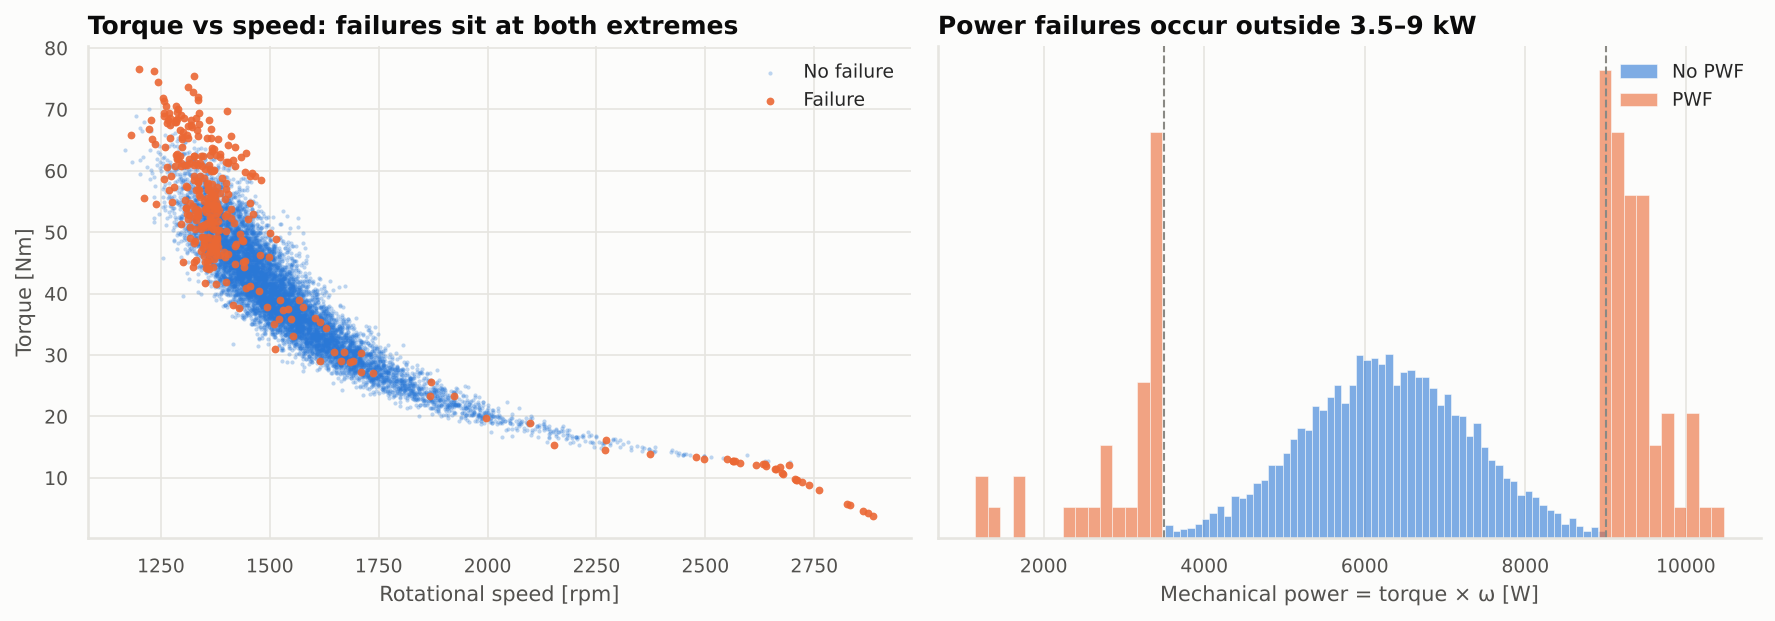 Torque vs speed: failures sit at both extremes
80
70
60
50
40
30
20
10
Torque [Nm]
No failure
Failure
1250 1500 1750 2000 2250 2500 2750
Rotational speed [rpm]
Power failures occur outside 3.5–9 kW
No PWF
PWF
2000 4000 6000 8000 10000
Mechanical power = torque × ω [W]